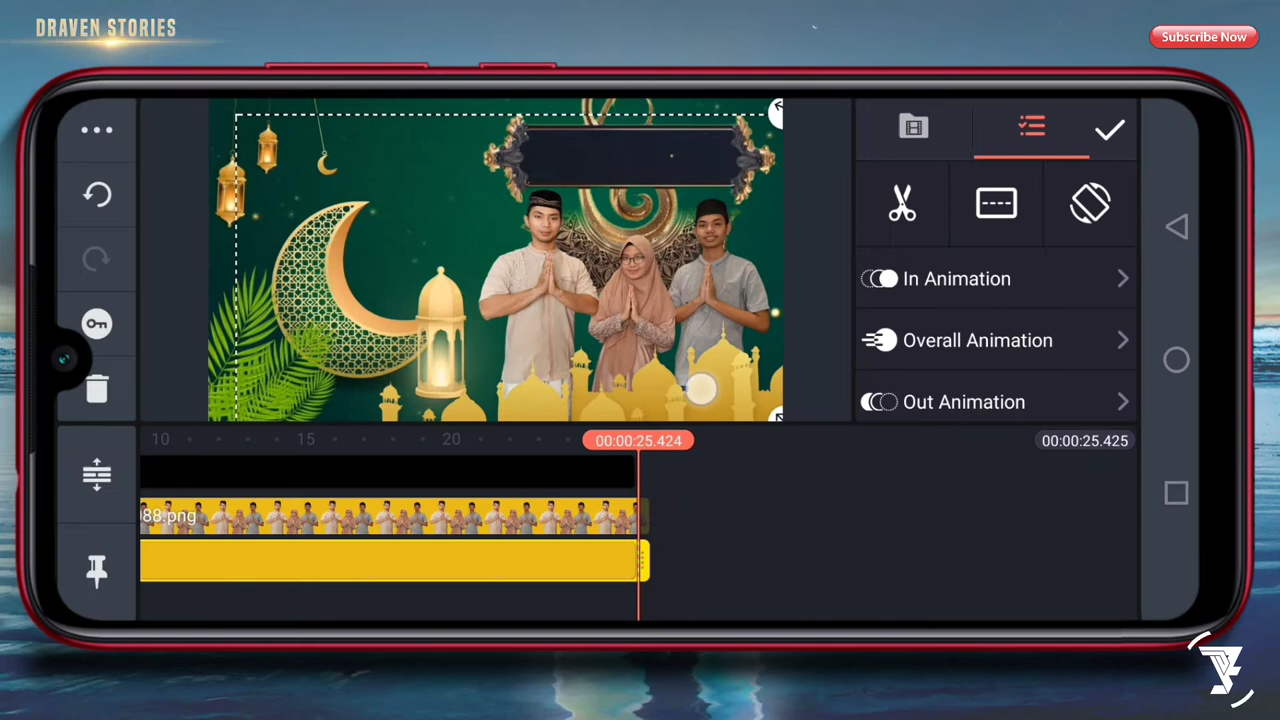 DRAVEN STORIES
Subscribe Now
In Animation
Overall Animation
Out Animation
10
15
20
00:00:25.424
00:00:25.425
88.png